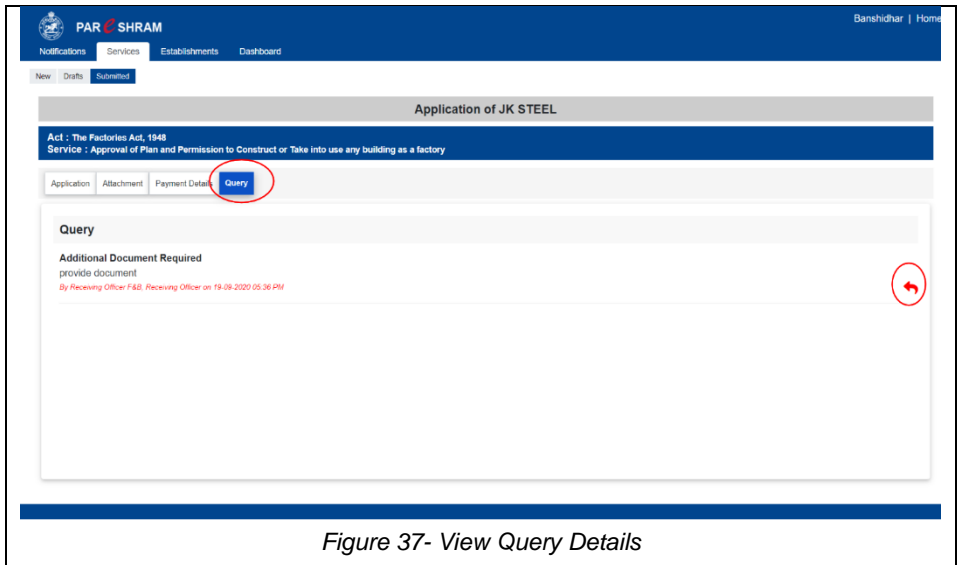 PAR e SHRAM
Banshidhar | Home
Notifications Services Establishments Dashboard
New Drafts Submitted
Application of JK STEEL
Act : The Factories Act, 1948
Service : Approval of Plan and Permission to Construct or Take into use any building as a factory
Application Attachment Payment Details Query
Query
Additional Document Required
provide document
By Receiving Officer F&B, Receiving Officer on 19-09-2020 05:36 PM
Figure 37- View Query Details